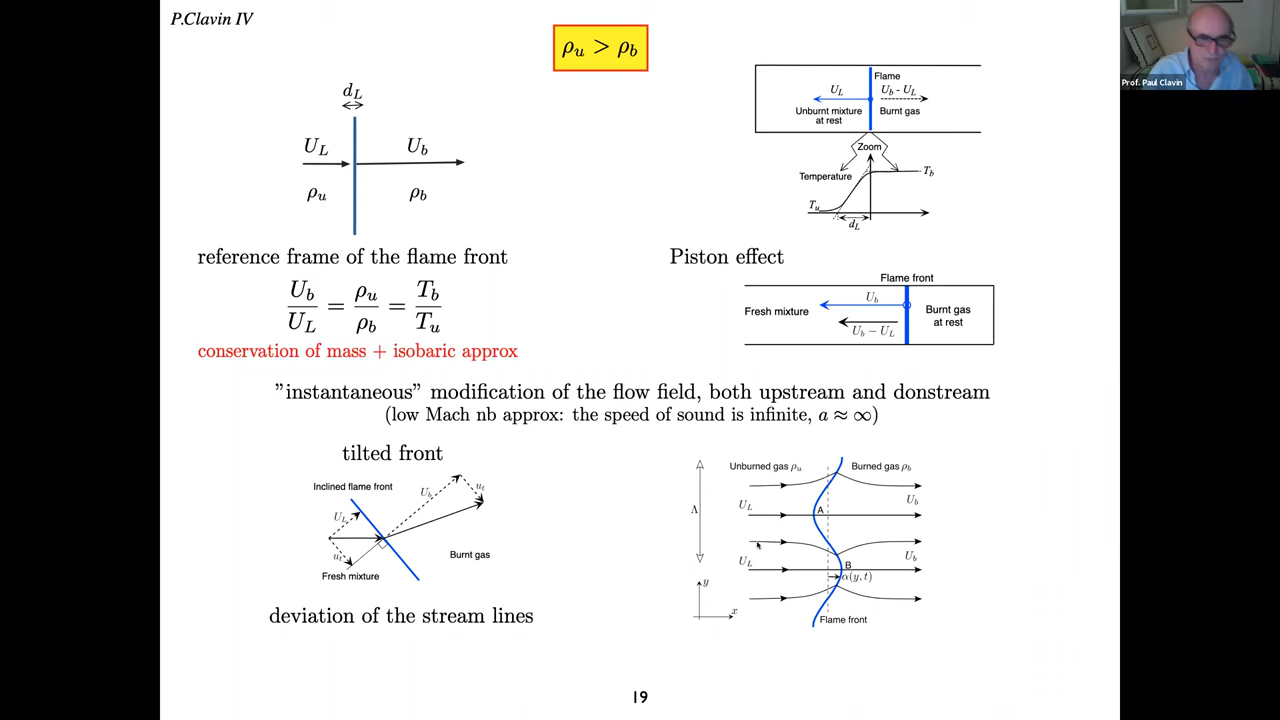 P.Clavin IV
ρu > ρb
Prof. Paul Clavin
dL
UL Ub
ρu ρb
reference frame of the flame front
Ub/UL = ρu/ρb = Tb/Tu
conservation of mass + isobaric approx
Flame
UL Ub - UL
Unburnt mixture at rest
Burnt gas
Zoom
Temperature
Tb
Tu
dL
Piston effect
Flame front
Ub
Fresh mixture
Burnt gas
at rest
Ub − UL
"instantaneous" modification of the flow field, both upstream and donstream
(low Mach nb approx: the speed of sound is infinite, a ≈ ∞)
tilted front
Inclined flame front
Ub
ut
UL
ut
Burnt gas
Fresh mixture
deviation of the stream lines
Unburned gas ρu Burned gas ρb
Λ
UL A Ub
UL B Ub
α(y, t)
y
x
Flame front
19